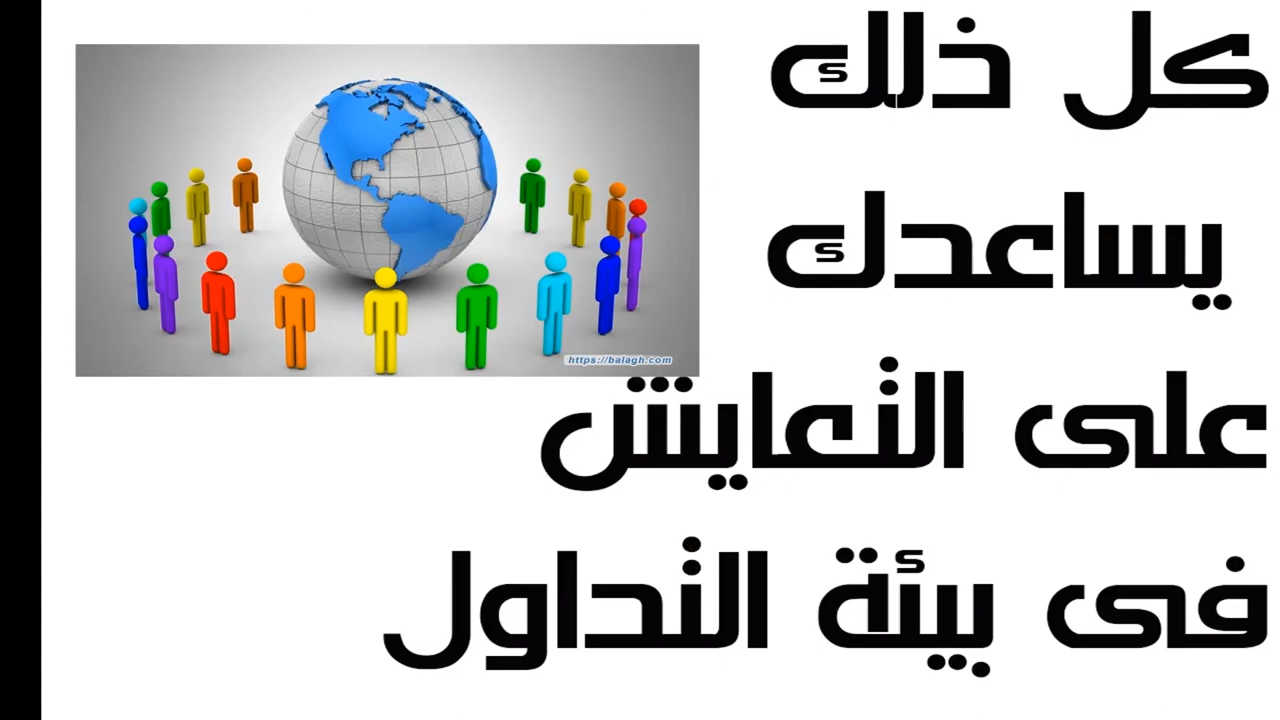 كل ذلك
يساعدك
على التعايش
فى بيئة التداول
https://balagh.com